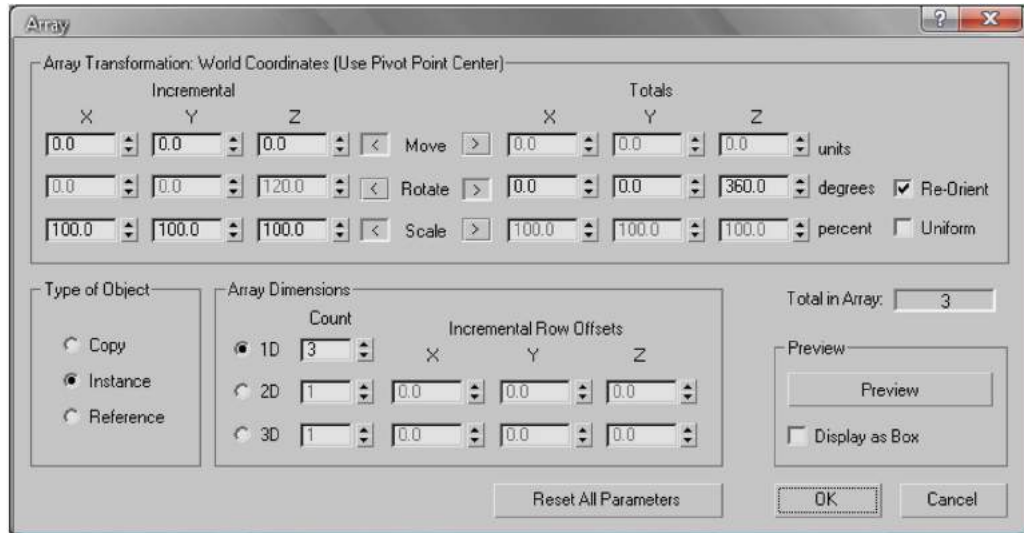 Array
Array Transformation: World Coordinates (Use Pivot Point Center)
Incremental Totals
X Y Z X Y Z
0.0 0.0 0.0 < Move > 0.0 0.0 0.0 units
0.0 0.0 120.0 < Rotate > 0.0 0.0 360.0 degrees Re-Orient
100.0 100.0 100.0 < Scale > 100.0 100.0 100.0 percent Uniform
Type of Object
Copy
Instance
Reference
Array Dimensions
Count
Incremental Row Offsets
1D 3 X Y Z
2D 1 0.0 0.0 0.0
3D 1 0.0 0.0 0.0
Total in Array: 3
Preview
Preview
Display as Box
Reset All Parameters OK Cancel